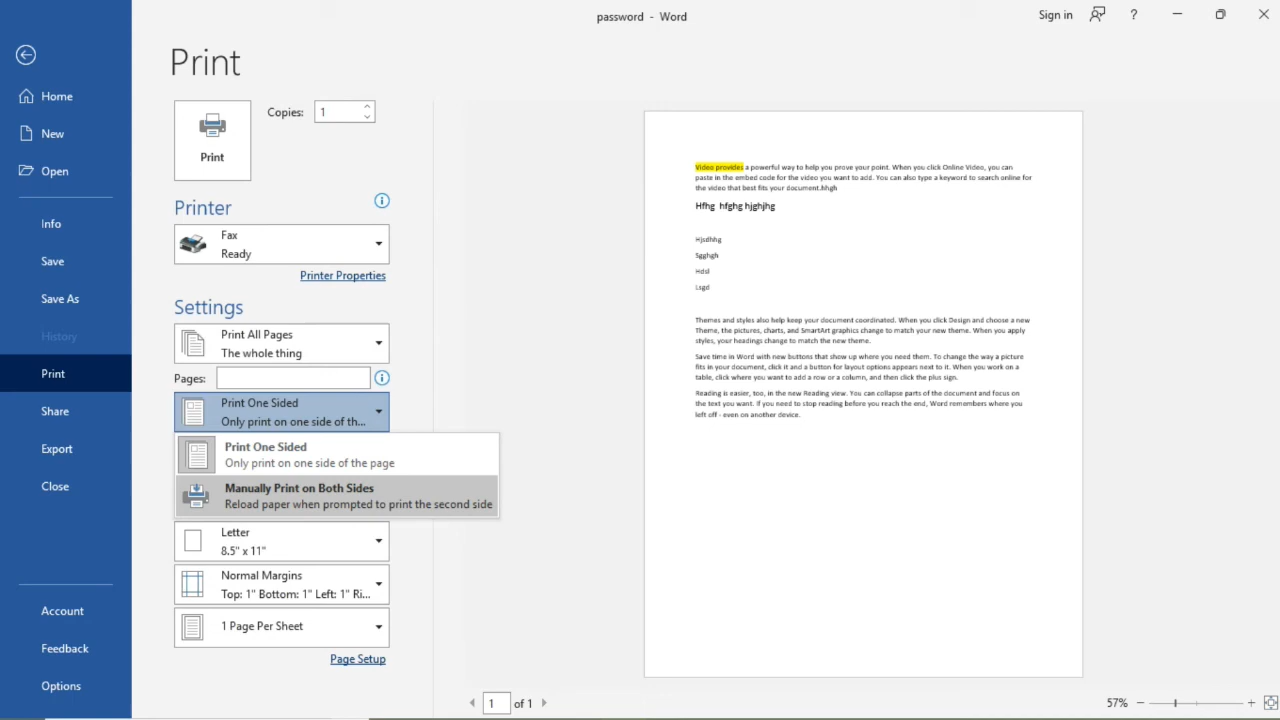 password - Word
Sign in
?
Home
New
Open
Info
Save
Save As
History
Print
Share
Export
Close
Account
Feedback
Options
Print
Print
Copies: 1
Printer
Fax
Ready
Printer Properties
Settings
Print All Pages
The whole thing
Pages:
Print One Sided
Only print on one side of th...
Print One Sided
Only print on one side of the page
Manually Print on Both Sides
Reload paper when prompted to print the second side
Letter
8.5" x 11"
Normal Margins
Top: 1" Bottom: 1" Left: 1" Ri...
1 Page Per Sheet
Page Setup
Video provides a powerful way to help you prove your point. When you click Online Video, you can
paste in the embed code for the video you want to add. You can also type a keyword to search online for
the video that best fits your document.hhgh
Hfhg hfghg hjghjhg
Hjsdhhg
Sgghgh
Hdsl
Lsgd
Themes and styles also help keep your document coordinated. When you click Design and choose a new
Theme, the pictures, charts, and SmartArt graphics change to match your new theme. When you apply
styles, your headings change to match the new theme.
Save time in Word with new buttons that show up where you need them. To change the way a picture
fits in your document, click it and a button for layout options appears next to it. When you work on a
table, click where you want to add a row or a column, and then click the plus sign.
Reading is easier, too, in the new Reading view. You can collapse parts of the document and focus on
the text you want. If you need to stop reading before you reach the end, Word remembers where you
left off - even on another device.
1 of 1
57%